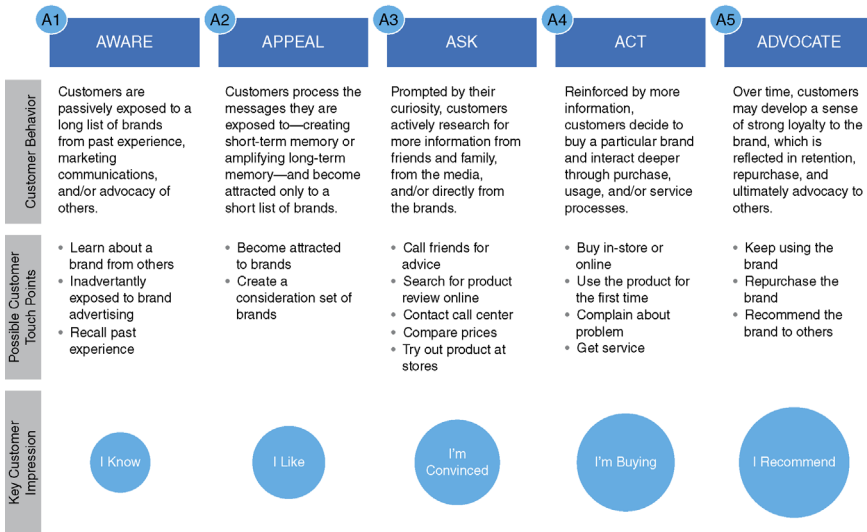 A1
AWARE
A2
APPEAL
A3
ASK
A4
ACT
A5
ADVOCATE
Customer Behavior
Customers are
passively exposed to a
long list of brands
from past experience,
marketing
communications,
and/or advocacy of
others.
Customers process the
messages they are
exposed to—creating
short-term memory or
amplifying long-term
memory—and become
attracted only to a
short list of brands.
Prompted by their
curiosity, customers
actively research for
more information from
friends and family,
from the media,
and/or directly from
the brands.
Reinforced by more
information,
customers decide to
buy a particular brand
and interact deeper
through purchase,
usage, and/or service
processes.
Over time, customers
may develop a sense
of strong loyalty to the
brand, which is
reflected in retention,
repurchase, and
ultimately advocacy to
others.
Possible Customer
Touch Points
• Learn about a
brand from others
• Inadvertantly
exposed to brand
advertising
• Recall past
experience
• Become attracted
to brands
• Create a
consideration set of
brands
• Call friends for
advice
• Search for product
review online
• Contact call center
• Compare prices
• Try out product at
stores
• Buy in-store or
online
• Use the product for
the first time
• Complain about
problem
• Get service
• Keep using the
brand
• Repurchase the
brand
• Recommend the
brand to others
Key Customer
Impression
I Know
I Like
I'm
Convinced
I'm Buying
I Recommend